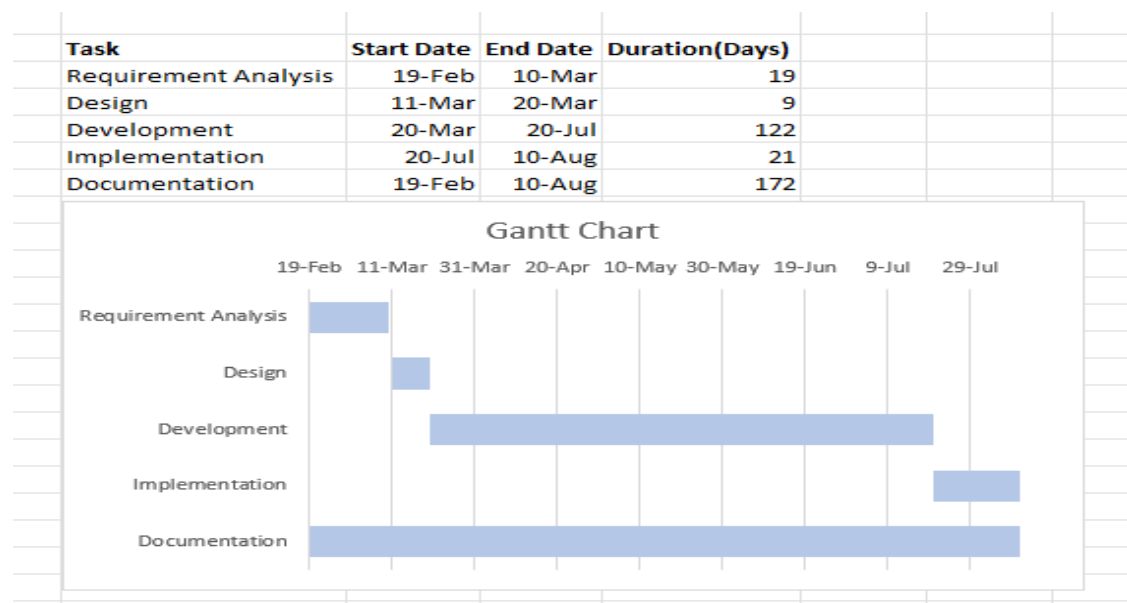 Task Start Date End Date Duration(Days)
Requirement Analysis 19-Feb 10-Mar 19
Design 11-Mar 20-Mar 9
Development 20-Mar 20-Jul 122
Implementation 20-Jul 10-Aug 21
Documentation 19-Feb 10-Aug 172
Gantt Chart
19-Feb 11-Mar 31-Mar 20-Apr 10-May 30-May 19-Jun 9-Jul 29-Jul
Requirement Analysis
Design
Development
Implementation
Documentation